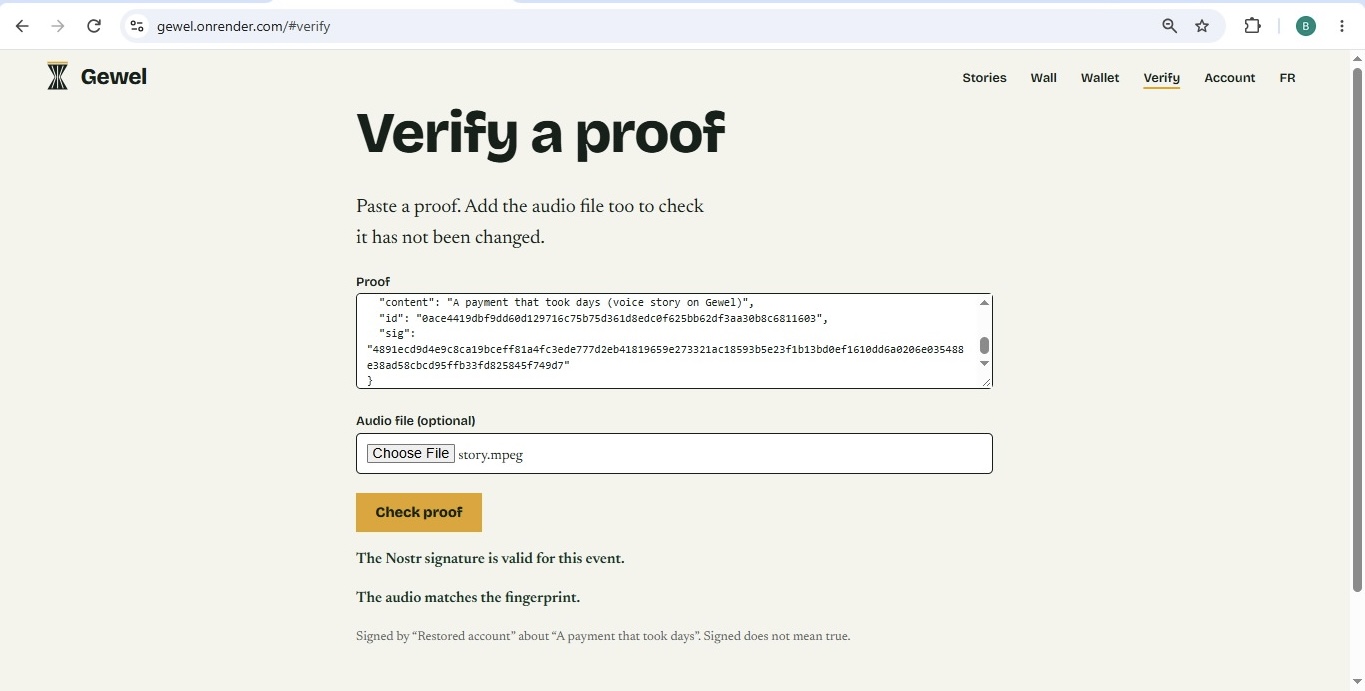 gewel.onrender.com/#verify
B
Gewel
Stories Wall Wallet Verify Account FR
Verify a proof
Paste a proof. Add the audio file too to check
it has not been changed.
Proof
"content": "A payment that took days (voice story on Gewel)",
"id": "0ace4419dbf9dd60d129716c75b75d361d8edc0f625bb62df3aa30b8c6811603",
"sig":
"4891ecd9d4e9c8ca19bceff81a4fc3ede777d2eb41819659e273321ac18593b5e23f1b13bd0ef1610dd6a0206e035488
e38ad58cbcd95ffb33fd825845f749d7"
}
Audio file (optional)
Choose File story.mpeg
Check proof
The Nostr signature is valid for this event.
The audio matches the fingerprint.
Signed by “Restored account” about “A payment that took days”. Signed does not mean true.